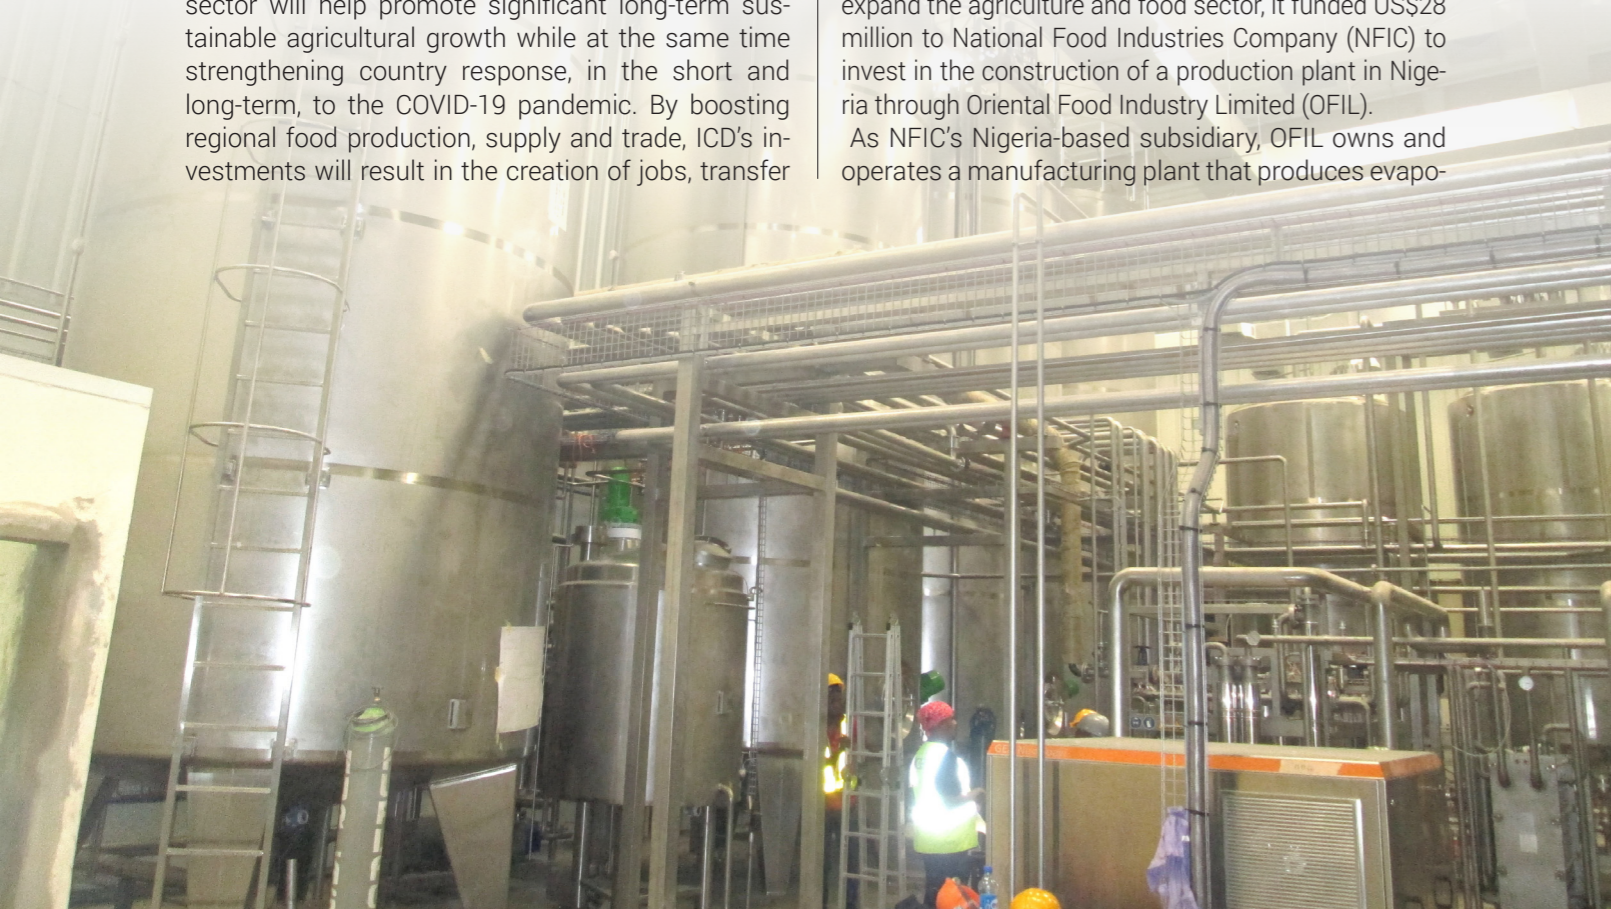 sector will help promote significant long-term sus-
tainable agricultural growth while at the same time
strengthening country response, in the short and
long-term, to the COVID-19 pandemic. By boosting
regional food production, supply and trade, ICD’s in-
vestments will result in the creation of jobs, transfer
expand the agriculture and food sector, it funded US$28
million to National Food Industries Company (NFIC) to
invest in the construction of a production plant in Nige-
ria through Oriental Food Industry Limited (OFIL).
As NFIC’s Nigeria-based subsidiary, OFIL owns and
operates a manufacturing plant that produces evapo-